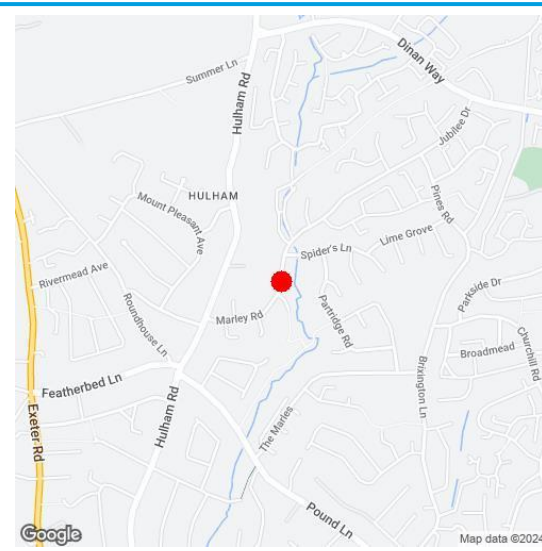 Dinan Way
Summer Ln
Hulham Rd
Jubilee Dr
HULHAM
Mount Pleasant Ave
Pines Rd
Lime Grove
Spider's Ln
Rivermead Ave
Parkside Dr
Roundhouse Ln
Marley Rd
Partridge Rd
Churchill Rd
Broadmead
Featherbed Ln
Brixington Ln
Exeter Rd
Hulham Rd
The Marles
Pound Ln
Google
Map data ©2024